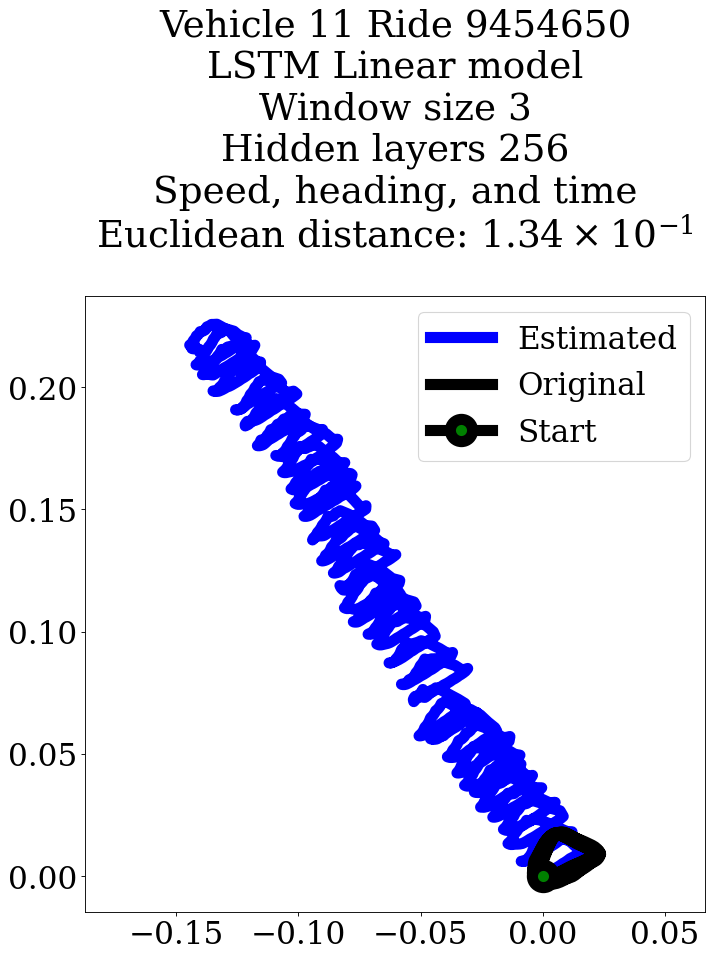 Vehicle 11 Ride 9454650
LSTM Linear model
Window size 3
Hidden layers 256
Speed, heading, and time
Euclidean distance: 1.34 × 10⁻¹
Estimated
Original
Start
0.20
0.15
0.10
0.05
0.00
−0.15
−0.10
−0.05
0.00
0.05